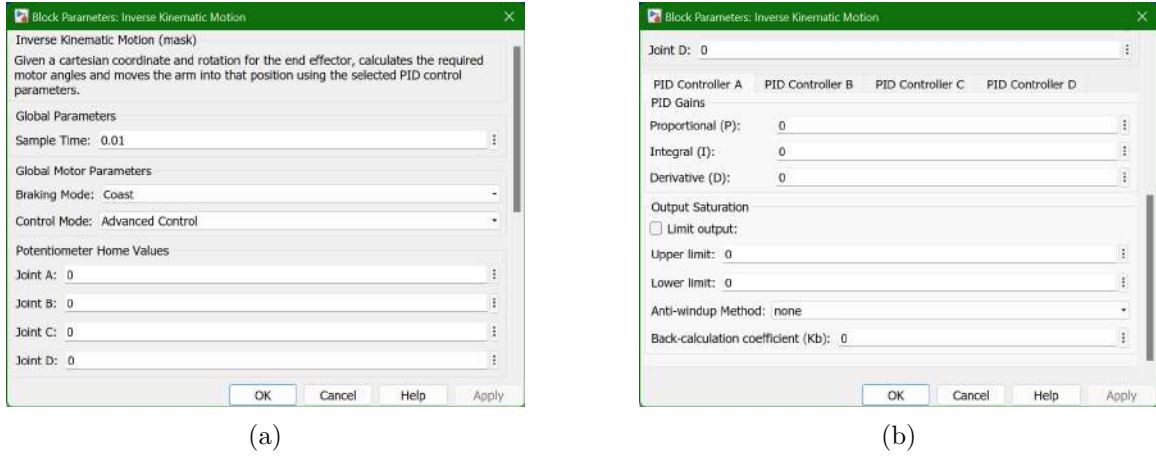 Block Parameters: Inverse Kinematic Motion
Inverse Kinematic Motion (mask)
Given a cartesian coordinate and rotation for the end effector, calculates the required
motor angles and moves the arm into that position using the selected PID control
parameters.
Global Parameters
Sample Time: 0.01
Global Motor Parameters
Braking Mode: Coast
Control Mode: Advanced Control
Potentiometer Home Values
Joint A: 0
Joint B: 0
Joint C: 0
Joint D: 0
OK Cancel Help Apply
(a)
Block Parameters: Inverse Kinematic Motion
Joint D: 0
PID Controller A PID Controller B PID Controller C PID Controller D
PID Gains
Proportional (P): 0
Integral (I): 0
Derivative (D): 0
Output Saturation
Limit output:
Upper limit: 0
Lower limit: 0
Anti-windup Method: none
Back-calculation coefficient (Kb): 0
OK Cancel Help Apply
(b)